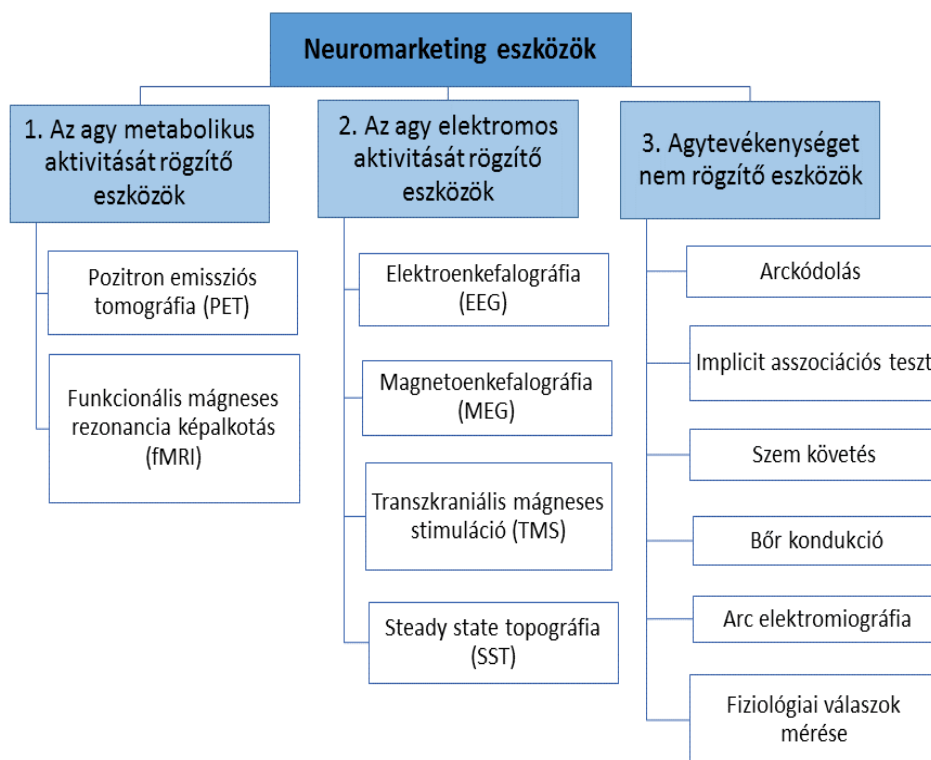 Neuromarketing eszközök
1. Az agy metabolikus
aktivitását rögzítő
eszközök
Pozitron emissziós
tomográfia (PET)
Funkcionális mágneses
rezonancia képalkotás
(fMRI)
2. Az agy elektromos
aktivitását rögzítő
eszközök
Elektroenkefalográfia
(EEG)
Magnetoenkefalográfia
(MEG)
Transzkraniális mágneses
stimuláció (TMS)
Steady state topográfia
(SST)
3. Agytevékenységet
nem rögzítő eszközök
Arckódolás
Implicit asszociációs teszt
Szem követés
Bőr kondukció
Arc elektromiográfia
Fiziológiai válaszok
mérése